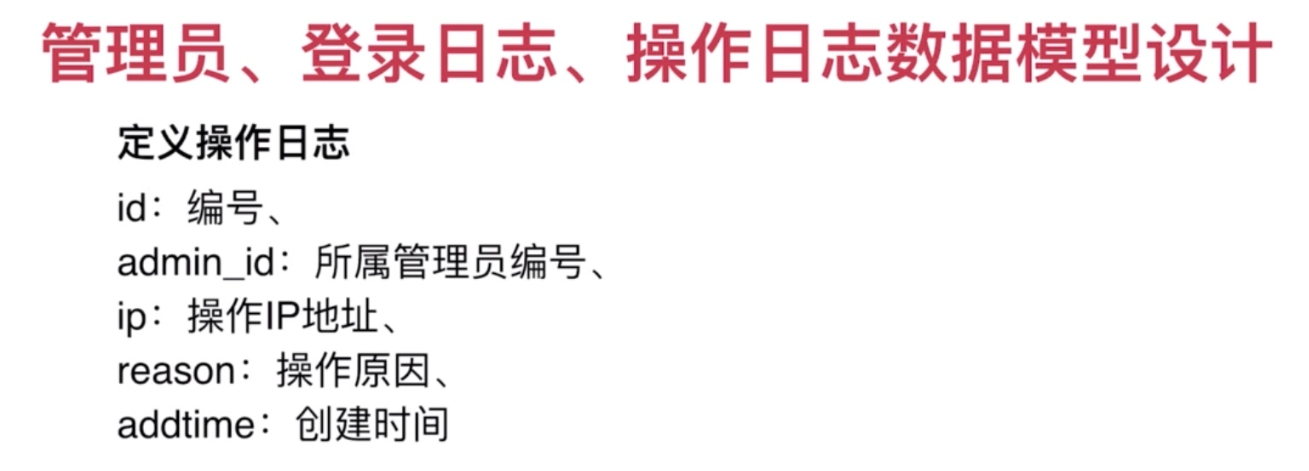 管理员、登录日志、操作日志数据模型设计
定义操作日志
id：编号、
admin_id：所属管理员编号、
ip：操作IP地址、
reason：操作原因、
addtime：创建时间